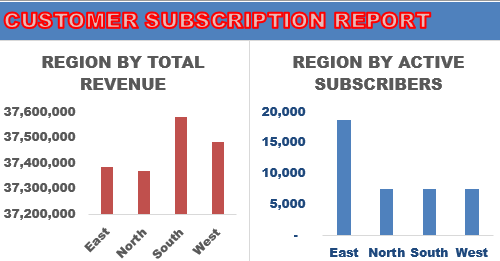 CUSTOMER SUBSCRIPTION REPORT
REGION BY TOTAL
REVENUE
37,600,000
37,500,000
37,400,000
37,300,000
37,200,000
East
North
South
West
REGION BY ACTIVE
SUBSCRIBERS
20,000
15,000
10,000
5,000
-
East North South West